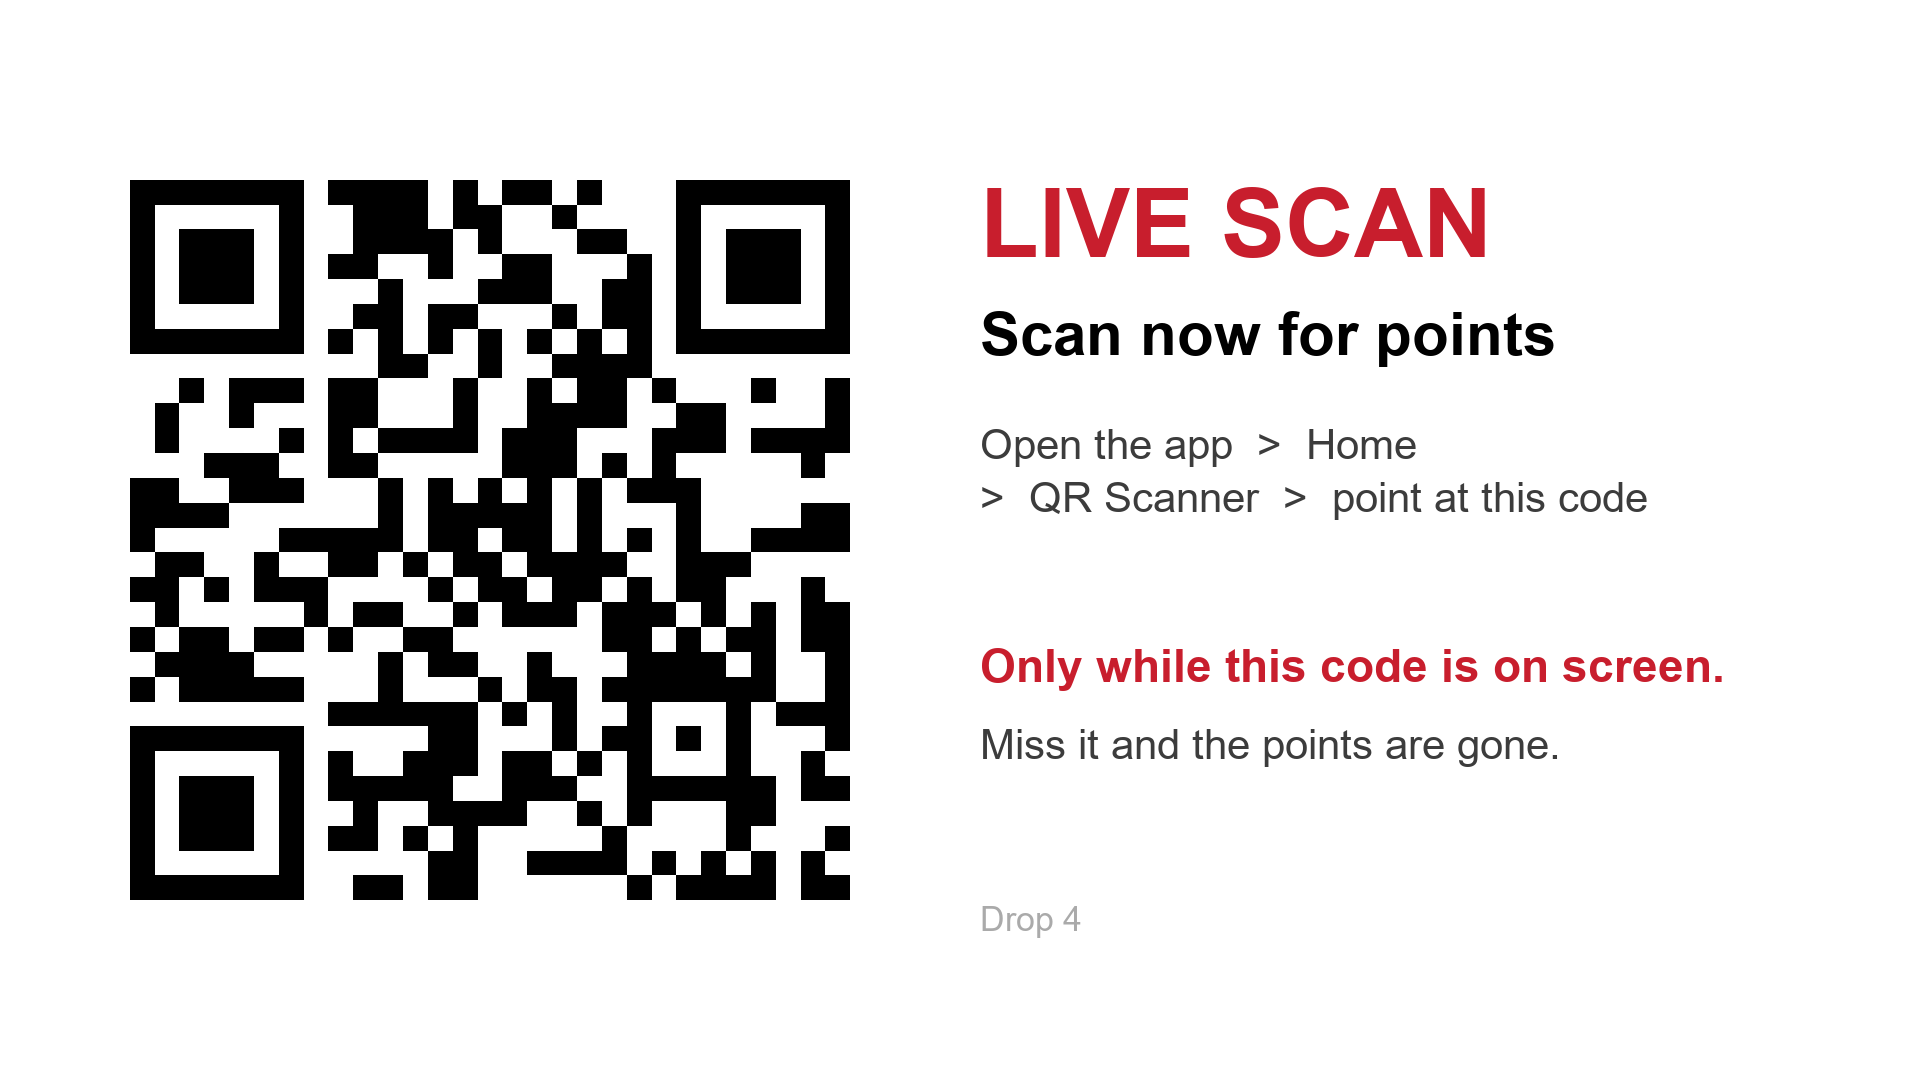 LIVE SCAN
Scan now for points
Open the app > Home
> QR Scanner > point at this code
Only while this code is on screen.
Miss it and the points are gone.
Drop 4